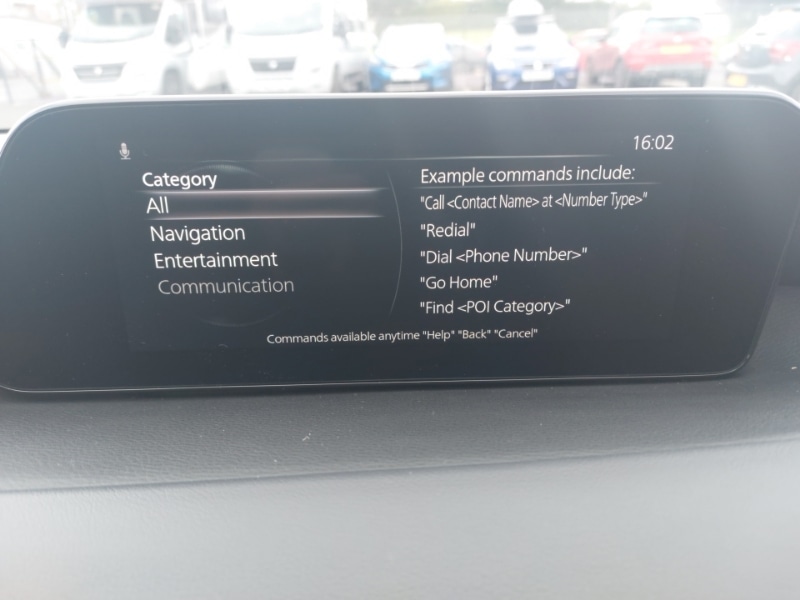 16:02
Category
All
Navigation
Entertainment
Communication
Example commands include:
"Call <Contact Name> at <Number Type>"
"Redial"
"Dial <Phone Number>"
"Go Home"
"Find <POI Category>"
Commands available anytime "Help" "Back" "Cancel"